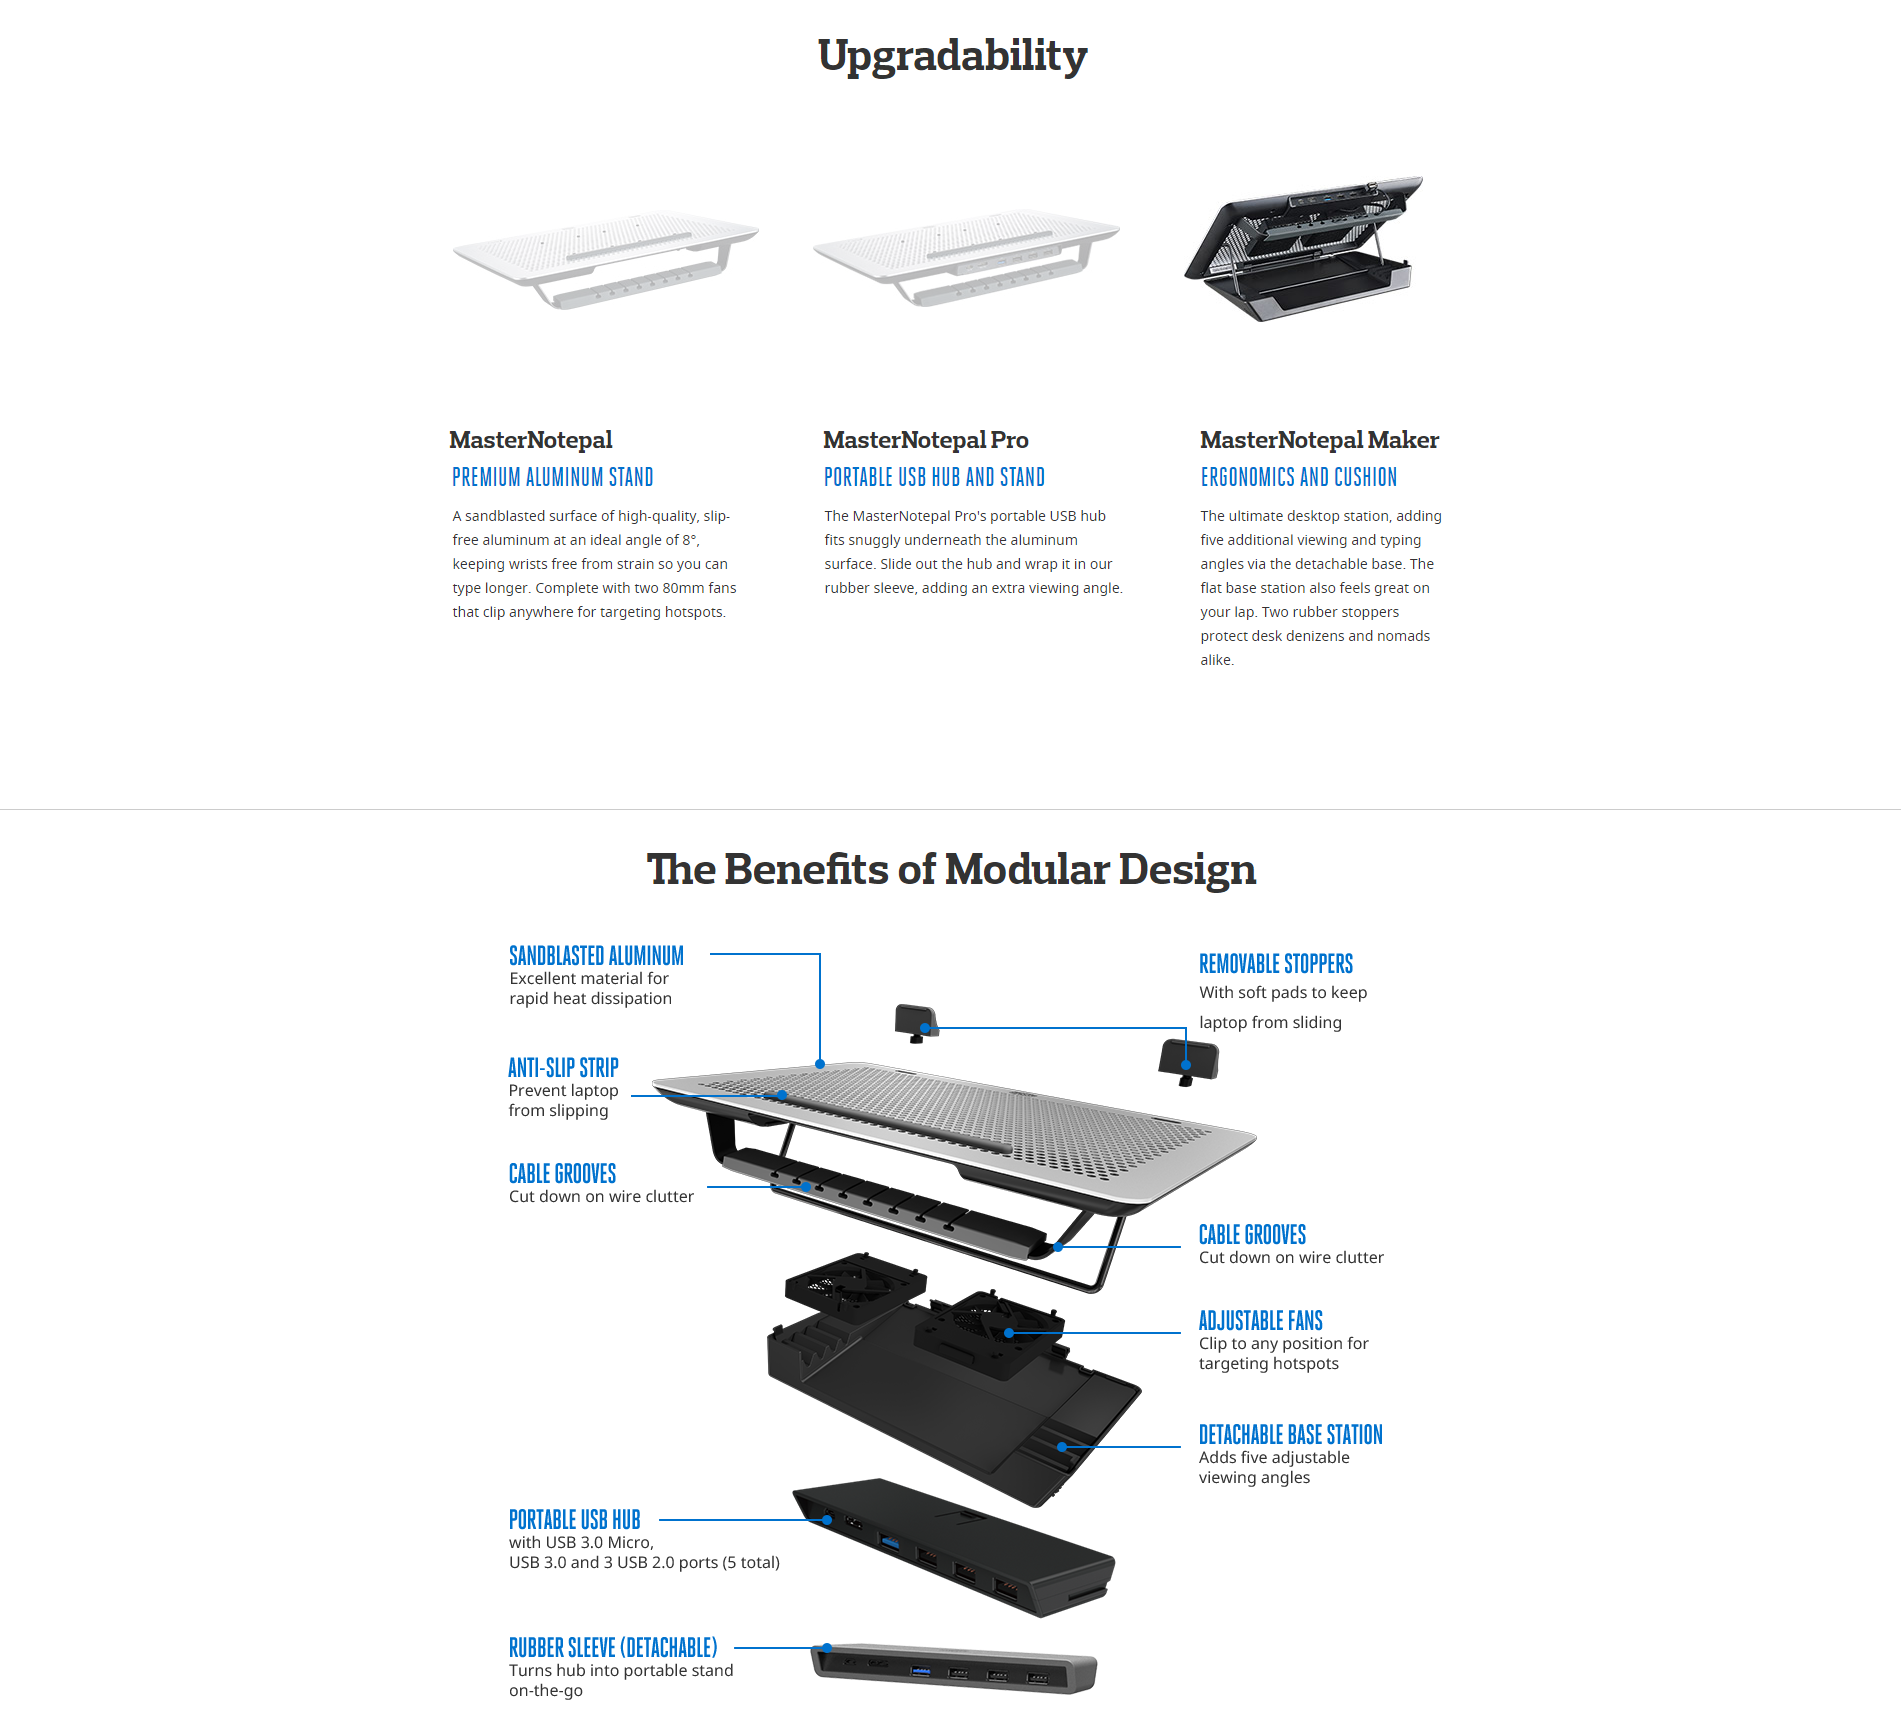 Upgradability
MasterNotepal
PREMIUM ALUMINUM STAND
A sandblasted surface of high-quality, slip-
free aluminum at an ideal angle of 8°,
keeping wrists free from strain so you can
type longer. Complete with two 80mm fans
that clip anywhere for targeting hotspots.
MasterNotepal Pro
PORTABLE USB HUB AND STAND
The MasterNotepal Pro's portable USB hub
fits snuggly underneath the aluminum
surface. Slide out the hub and wrap it in our
rubber sleeve, adding an extra viewing angle.
MasterNotepal Maker
ERGONOMICS AND CUSHION
The ultimate desktop station, adding
five additional viewing and typing
angles via the detachable base. The
flat base station also feels great on
your lap. Two rubber stoppers
protect desk denizens and nomads
alike.
The Benefits of Modular Design
SANDBLASTED ALUMINUM
Excellent material for
rapid heat dissipation
REMOVABLE STOPPERS
With soft pads to keep
laptop from sliding
ANTI-SLIP STRIP
Prevent laptop
from slipping
CABLE GROOVES
Cut down on wire clutter
CABLE GROOVES
Cut down on wire clutter
ADJUSTABLE FANS
Clip to any position for
targeting hotspots
DETACHABLE BASE STATION
Adds five adjustable
viewing angles
PORTABLE USB HUB
with USB 3.0 Micro,
USB 3.0 and 3 USB 2.0 ports (5 total)
RUBBER SLEEVE (DETACHABLE)
Turns hub into portable stand
on-the-go